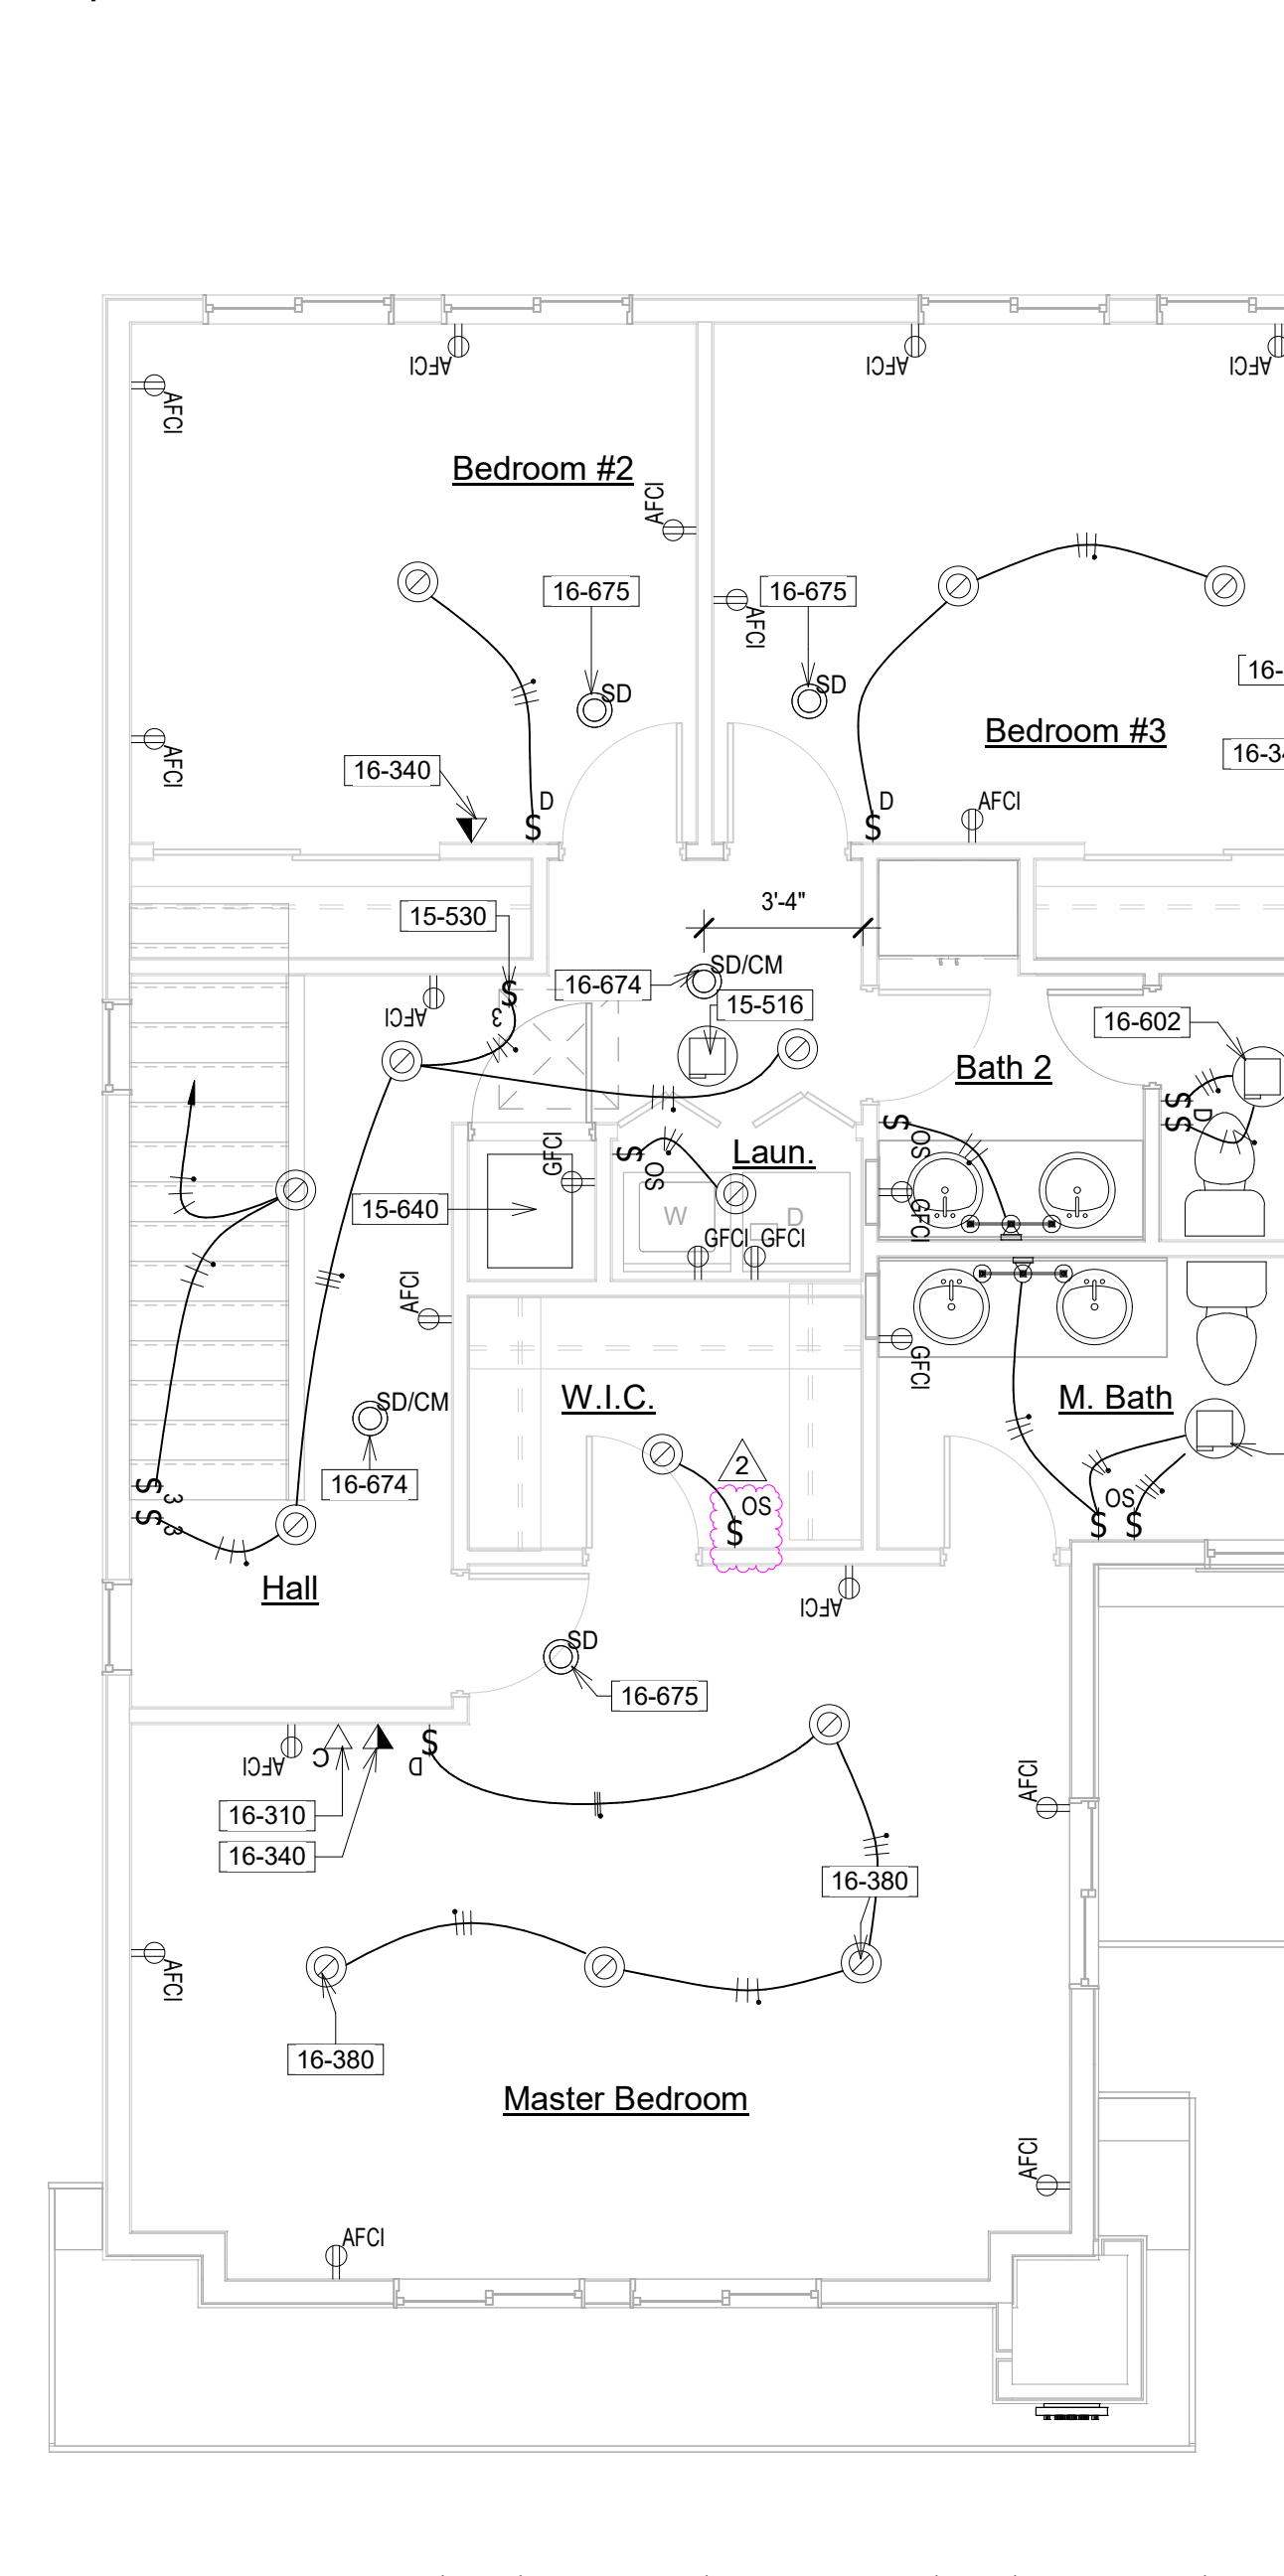 AFCI
AFCI
AFCI
AFCI
Bedroom #2
AFCI
16-675
16-675
AFCI
SD
SD
16-
Bedroom #3
16-34
AFCI
16-340
D
$
D
$
AFCI
3'-4"
15-530
SD/CM
16-674
15-516
$
3
AFCI
16-602
Bath 2
$
OS
$
D
$
GFCI
$
OS
Laun.
15-640
W
D
GFCI
GFCI
GFCI
AFCI
GFCI
SD/CM
W.I.C.
M. Bath
16-674
2
OS
$
OS
$
$
$
3
$
3
Hall
AFCI
SD
16-675
AFCI
C
$
D
16-310
16-340
AFCI
16-380
AFCI
16-380
Master Bedroom
AFCI
AFCI